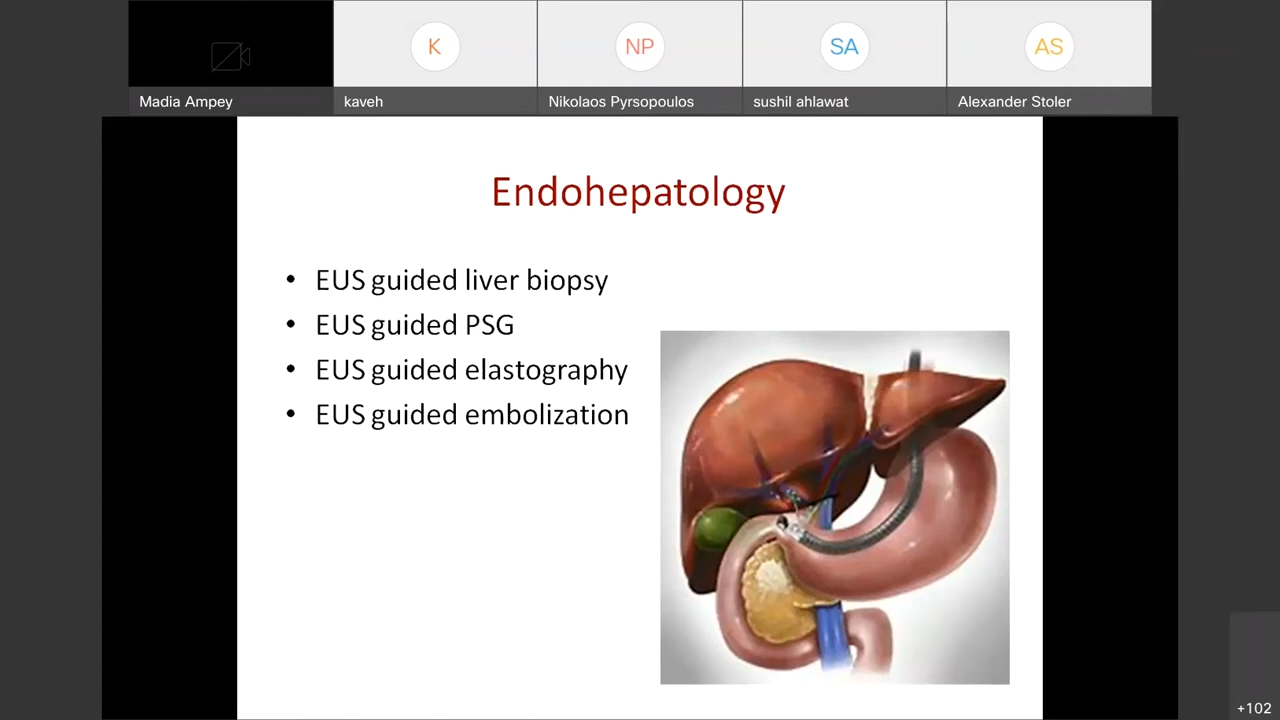 K
NP
SA
AS
Madia Ampey
kaveh
Nikolaos Pyrsopoulos
sushil ahlawat
Alexander Stoler
Endohepatology
• EUS guided liver biopsy
• EUS guided PSG
• EUS guided elastography
• EUS guided embolization
+102